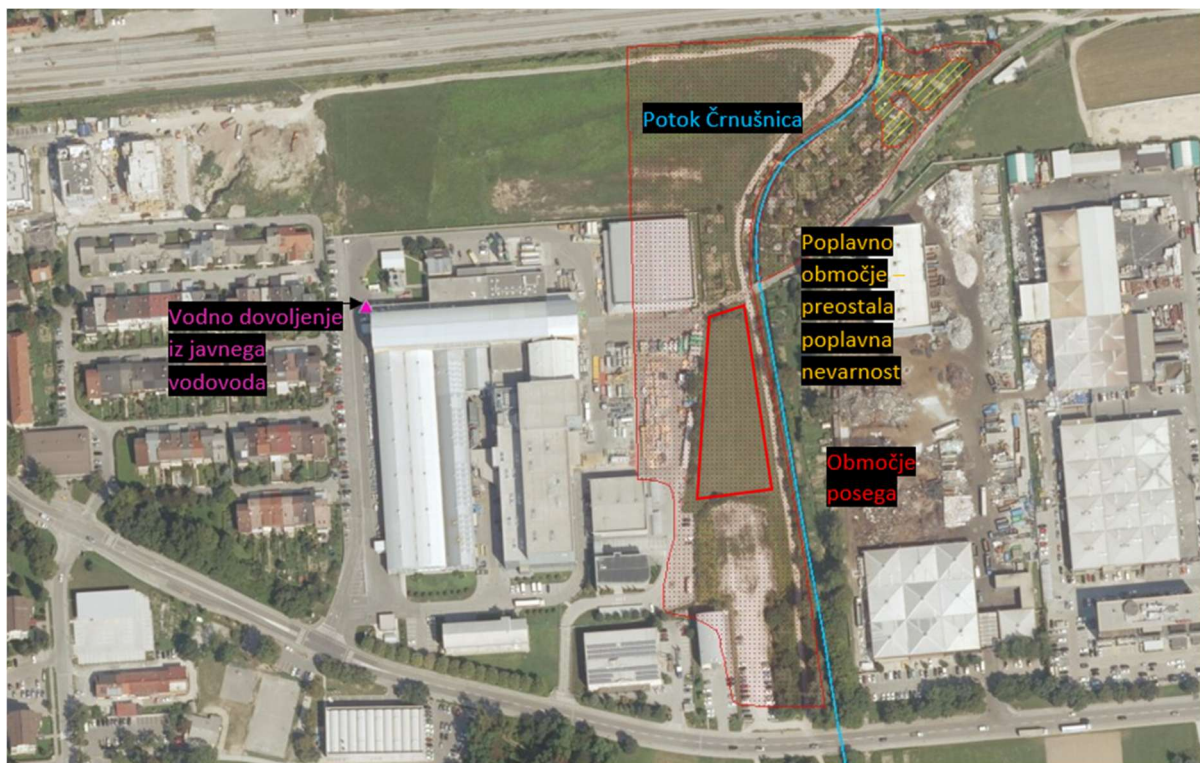 Potok Črnušnica
Vodno dovoljenje
iz javnega
vodovoda
Poplavno
območje –
preostala
poplavna
nevarnost
Območje
posega